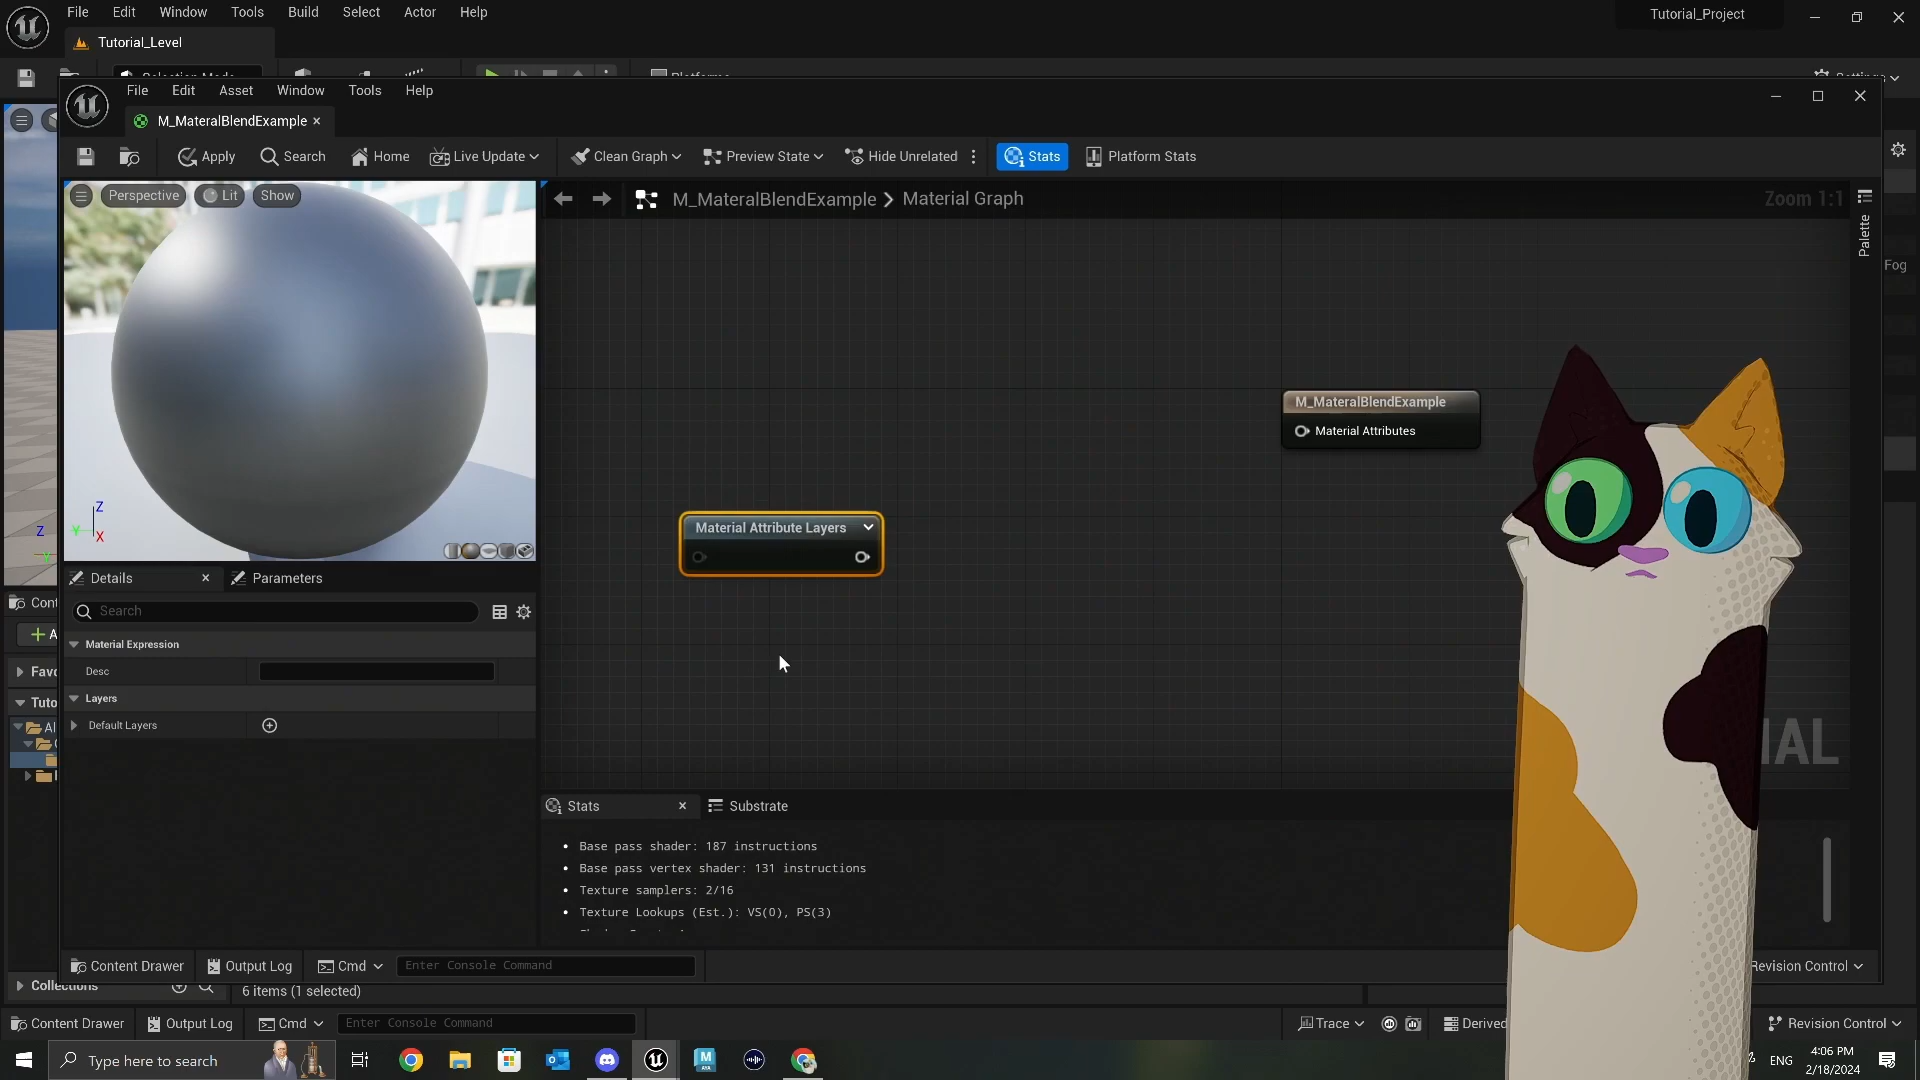 File Edit Window Tools Build Select Actor Help
Tutorial_Project
Tutorial_Level
File Edit Asset Window Tools Help
M_MateralBlendExample
Apply Search Home Live Update Clean Graph Preview State Hide Unrelated Stats Platform Stats
Perspective Lit Show
M_MateralBlendExample > Material Graph
Zoom 1:1
Palette
Fog
M_MateralBlendExample
Material Attributes
Material Attribute Layers
Z
Y
X
Z
Y
Details Parameters
Search
Material Expression
Desc
Layers
Default Layers
Cont
Favo
Tuto
Al
IAL
Stats Substrate
Base pass shader: 187 instructions
Base pass vertex shader: 131 instructions
Texture samplers: 2/16
Texture Lookups (Est.): VS(0), PS(3)
Content Drawer Output Log Cmd Enter Console Command
Revision Control
Collections
6 items (1 selected)
Content Drawer Output Log Cmd Enter Console Command
Trace Derived Revision Control
Type here to search
ENG
4:06 PM
2/18/2024